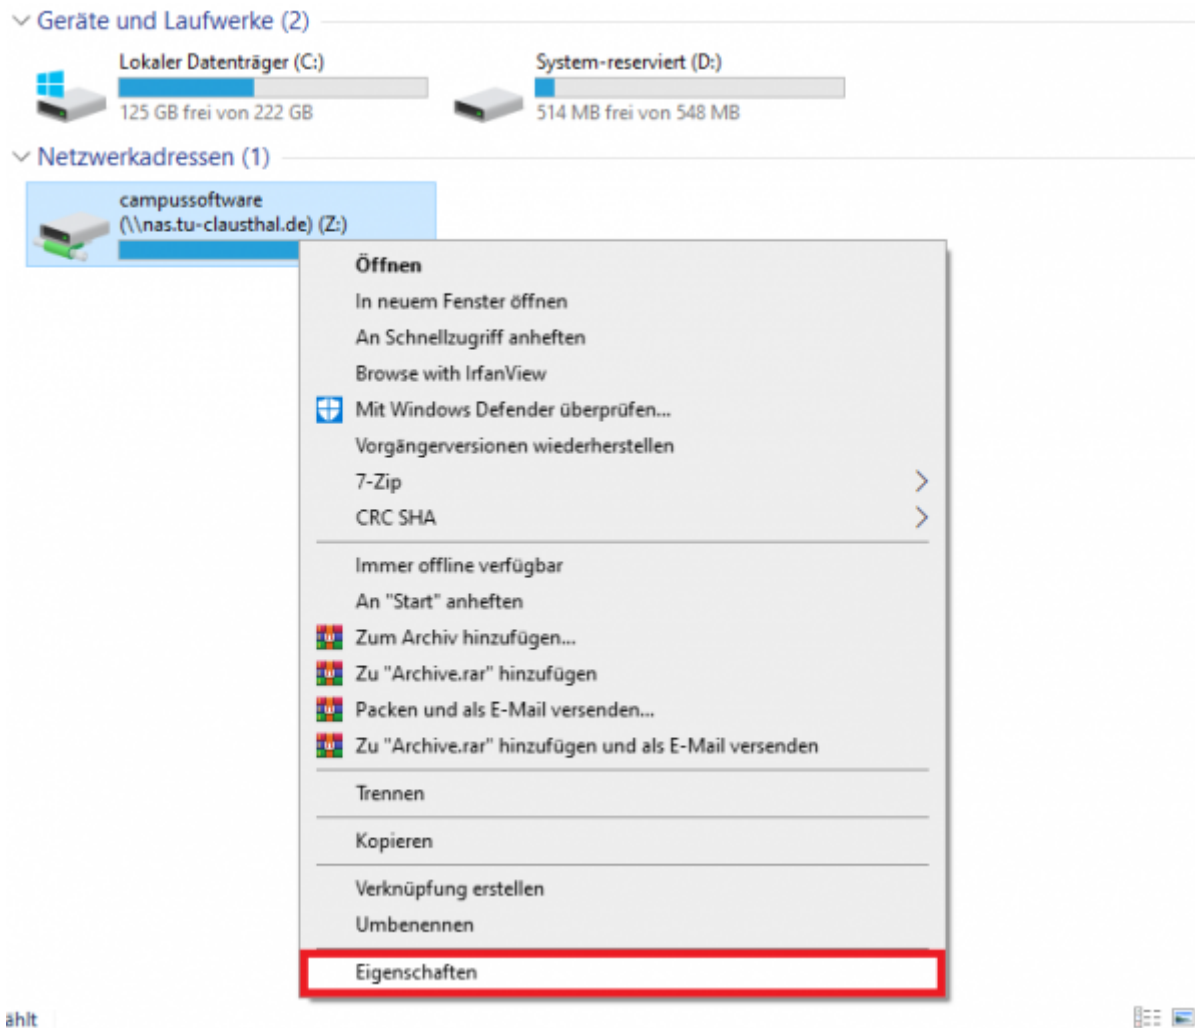 Geräte und Laufwerke (2)
Lokaler Datenträger (C:)
125 GB frei von 222 GB
System-reserviert (D:)
514 MB frei von 548 MB
Netzwerkadressen (1)
campussoftware
(\\nas.tu-clausthal.de) (Z:)
Öffnen
In neuem Fenster öffnen
An Schnellzugriff anheften
Browse with IrfanView
Mit Windows Defender überprüfen...
Vorgängerversionen wiederherstellen
7-Zip
CRC SHA
Immer offline verfügbar
An "Start" anheften
Zum Archiv hinzufügen...
Zu "Archive.rar" hinzufügen
Packen und als E-Mail versenden...
Zu "Archive.rar" hinzufügen und als E-Mail versenden
Trennen
Kopieren
Verknüpfung erstellen
Umbenennen
Eigenschaften
ählt